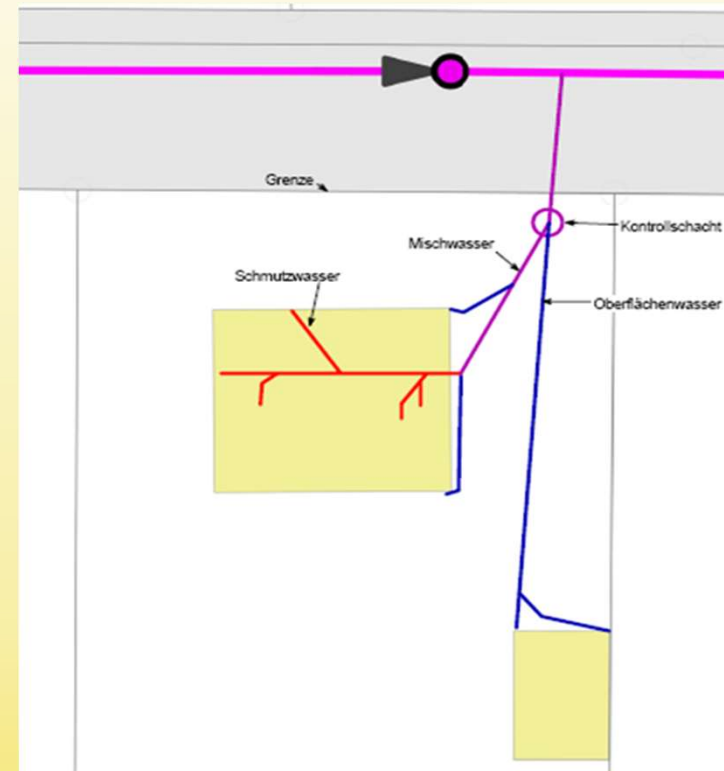 Grenze
Kontrollschacht
Mischwasser
Schmutzwasser
Oberflächenwasser